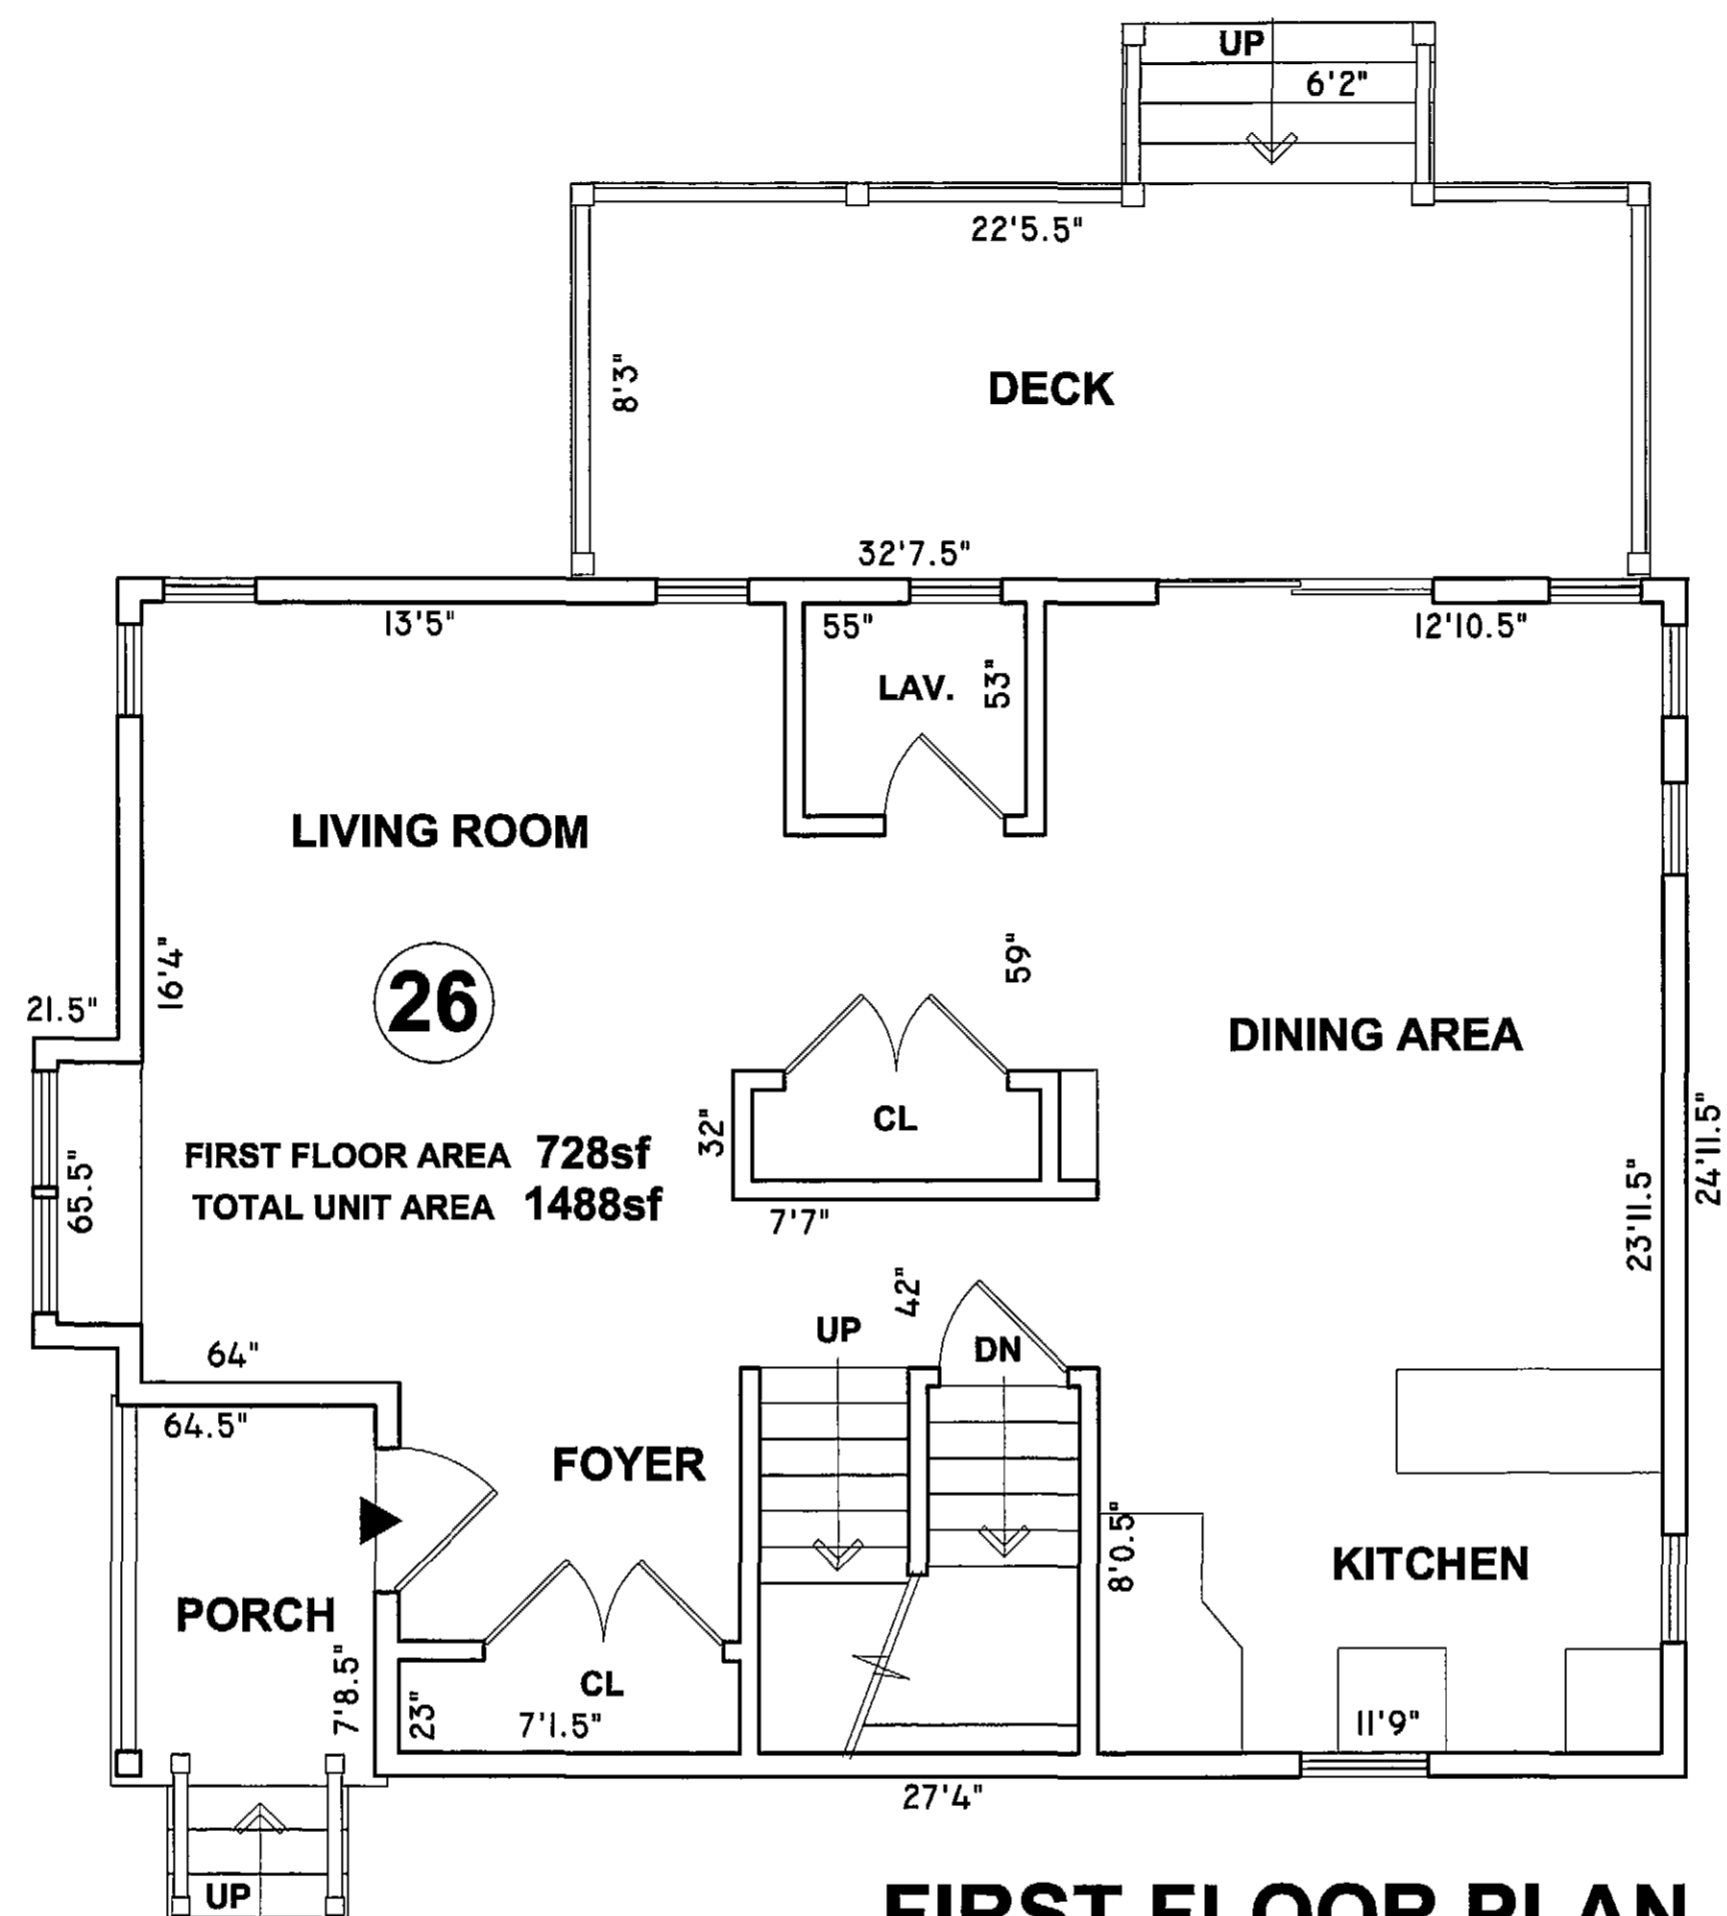 UP
6'2"
22'5.5"
8'3"
DECK
32'7.5"
13'5"
55"
12'10.5"
LAV.
53"
LIVING ROOM
16'4"
59"
21.5"
26
DINING AREA
CL
32"
FIRST FLOOR AREA 728sf
65.5"
TOTAL UNIT AREA 1488sf
24'11.5"
23'11.5"
7'7"
42"
UP
DN
64"
64.5"
FOYER
8'0.5"
KITCHEN
PORCH
7'8.5"
CL
23"
7'1.5"
11'9"
27'4"
UP
FIRST FLOOR PLAN